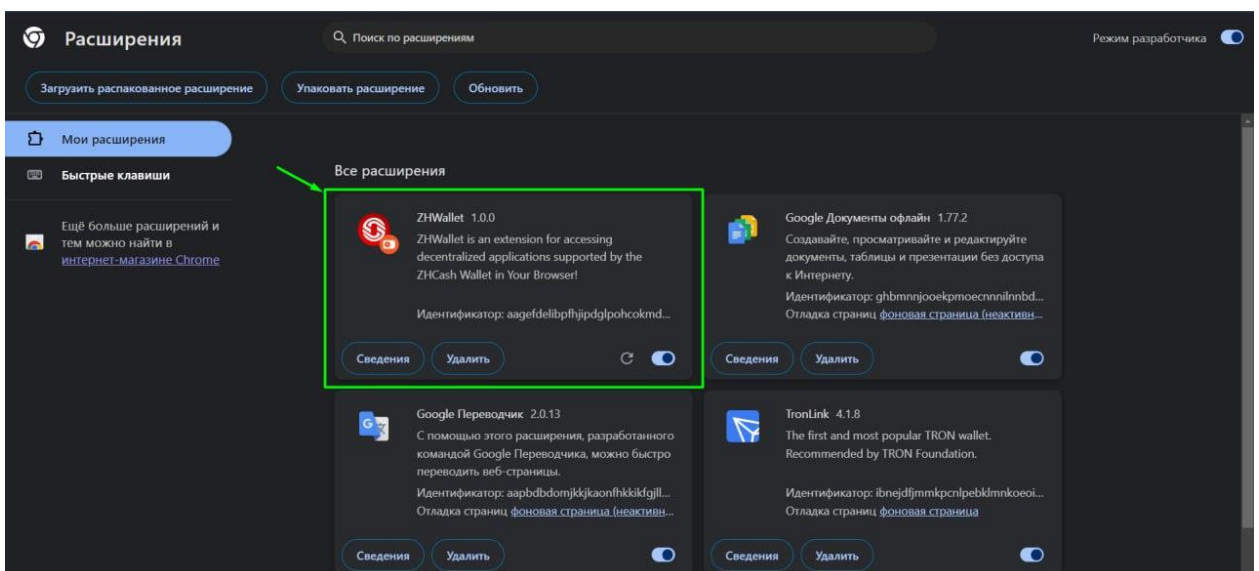 Расширения
Поиск по расширениям
Режим разработчика
Загрузить распакованное расширение
Упаковать расширение
Обновить
Мои расширения
Быстрые клавиши
Ещё больше расширений и
тем можно найти в
интернет-магазине Chrome
Все расширения
ZHWallet 1.0.0
ZHWallet is an extension for accessing
decentralized applications supported by the
ZHCash Wallet in Your Browser!
Идентификатор: aagefdelibpfhjipdglpohcokmd...
Сведения
Удалить
Google Документы офлайн 1.77.2
Создавайте, просматривайте и редактируйте
документы, таблицы и презентации без доступа
к Интернету.
Идентификатор: ghbmnnjooekpmoecnnnilnnbd...
Отладка страниц фоновая страница (неактивн...
Сведения
Удалить
Google Переводчик 2.0.13
С помощью этого расширения, разработанного
командой Google Переводчика, можно быстро
переводить веб-страницы.
Идентификатор: aapbdbdomjkkjkaonfhkkikfgjll...
Отладка страниц фоновая страница (неактивн...
Сведения
Удалить
TronLink 4.1.8
The first and most popular TRON wallet.
Recommended by TRON Foundation.
Идентификатор: ibnejdfjmmkpcnlpebklmnkoeoi...
Отладка страниц фоновая страница
Сведения
Удалить